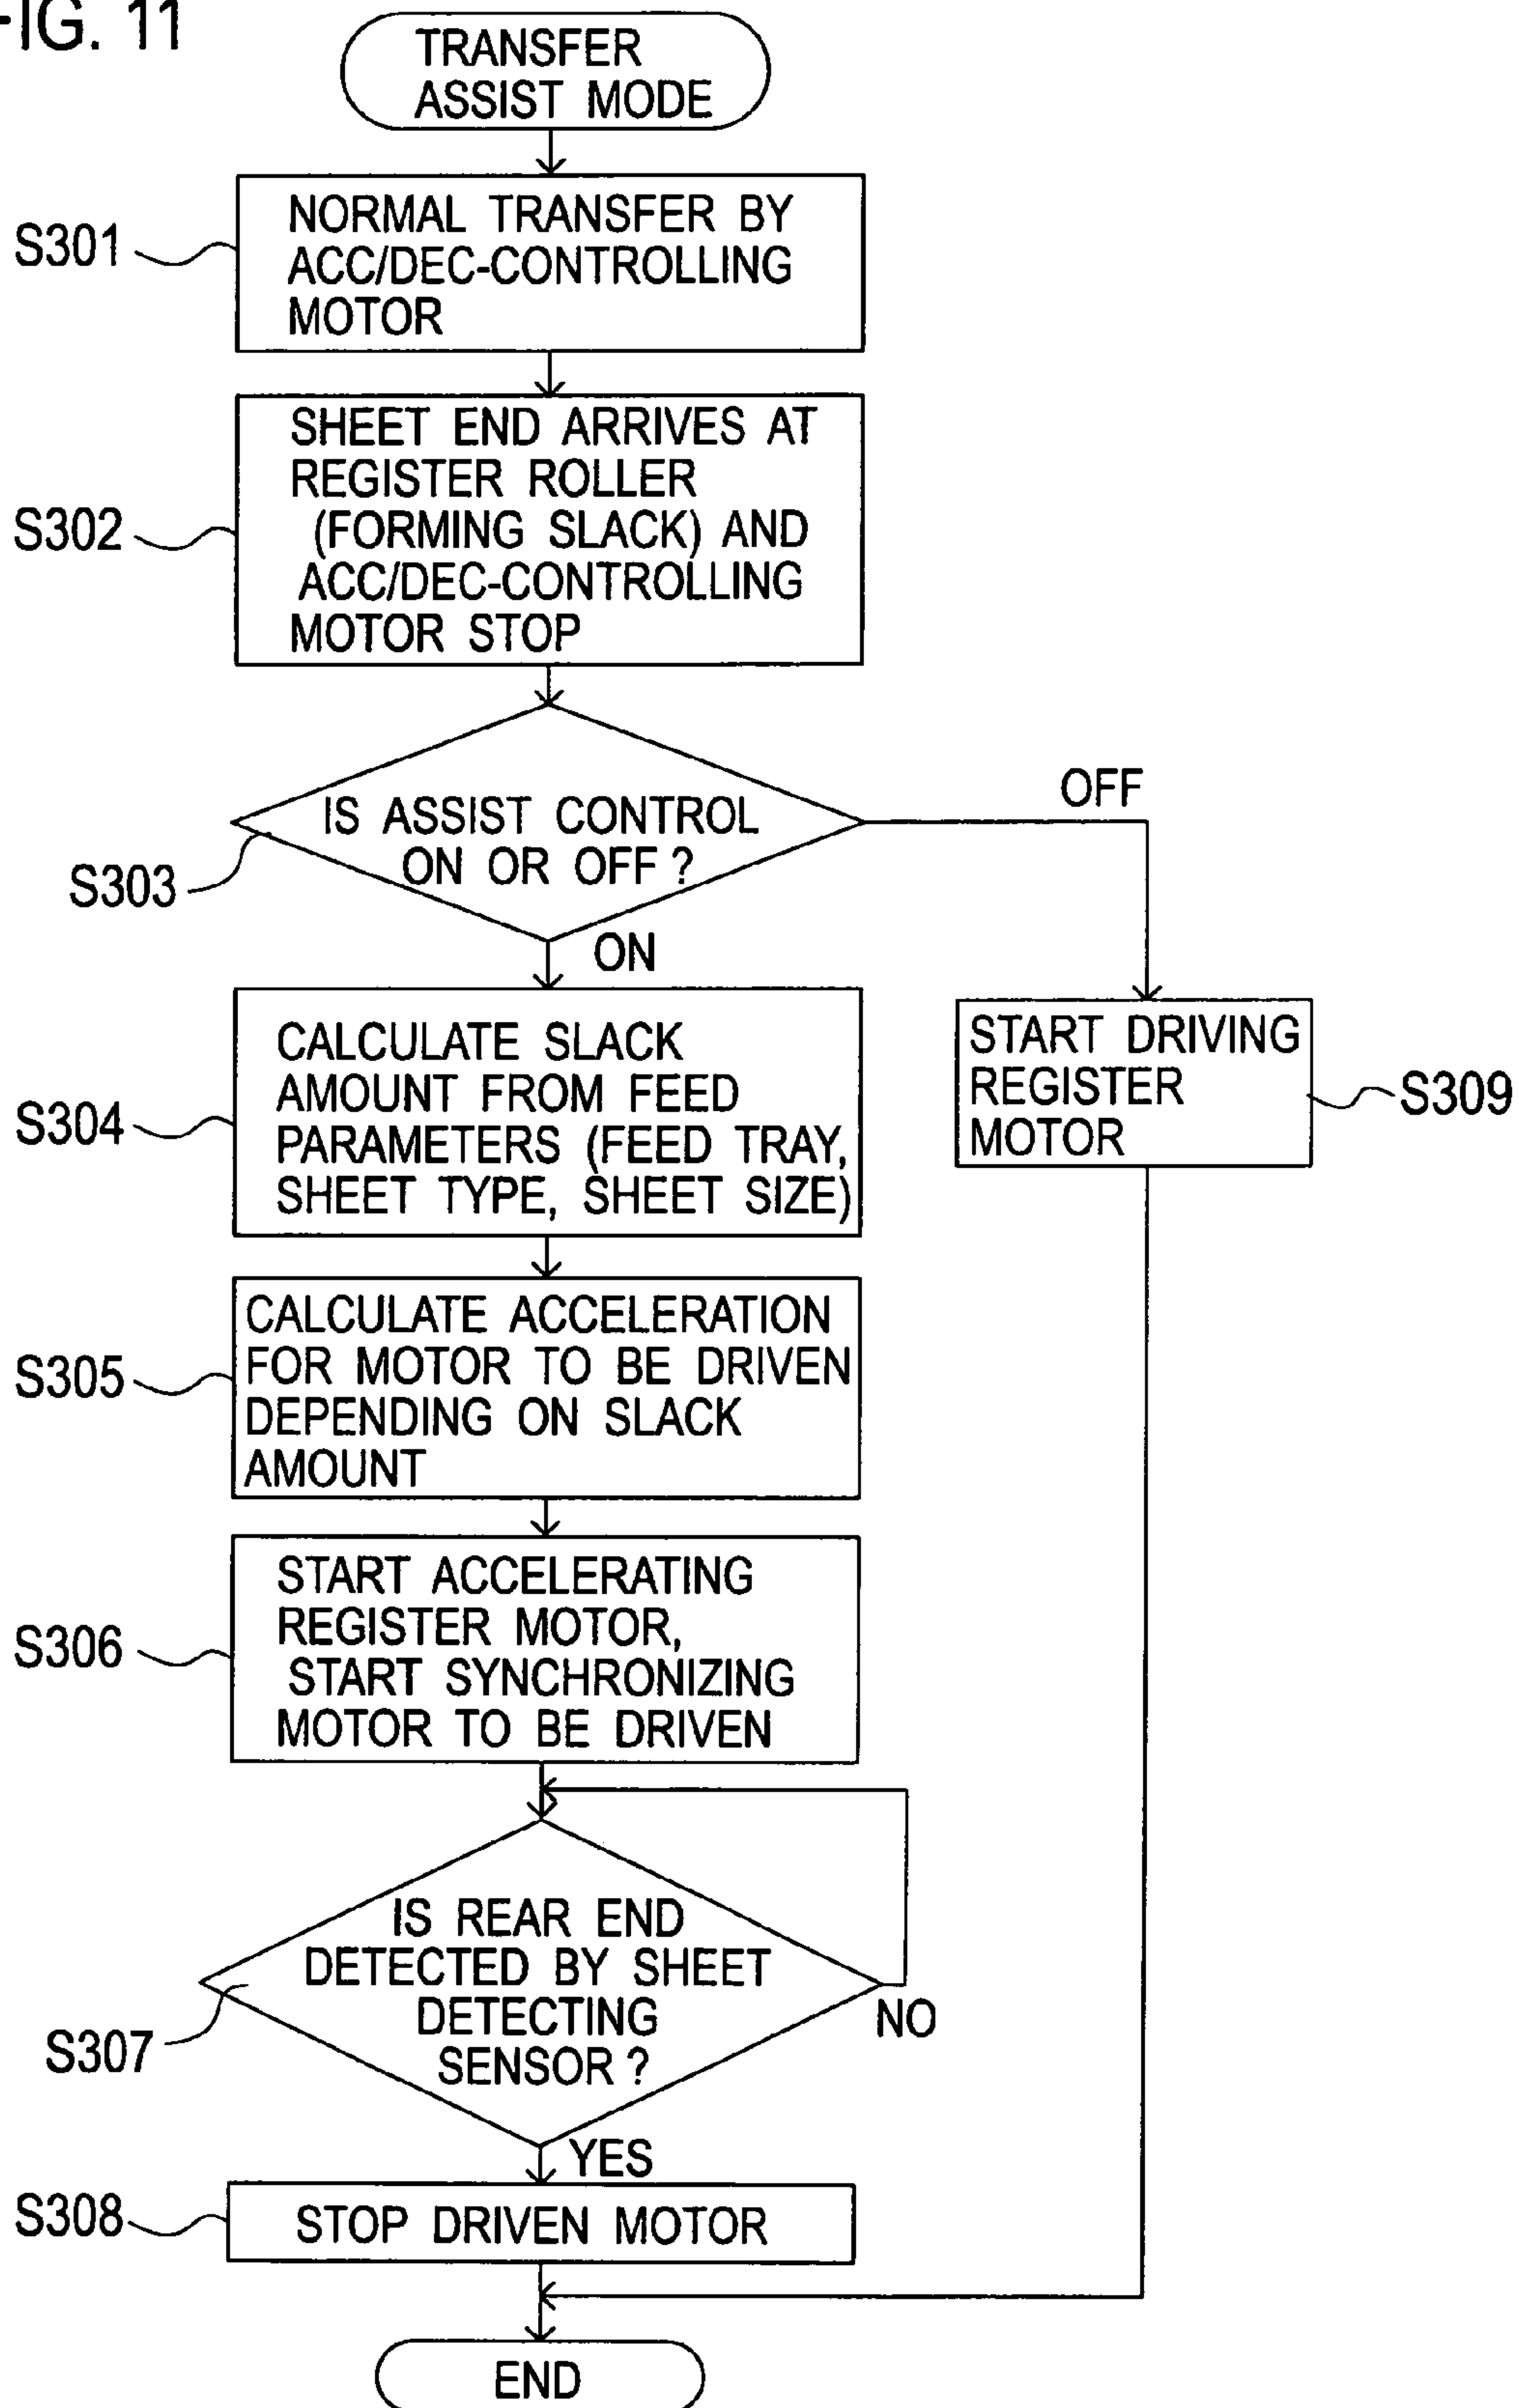 FIG. 11
TRANSFER
ASSIST MODE
S301
NORMAL TRANSFER BY
ACC/DEC-CONTROLLING
MOTOR
S302
SHEET END ARRIVES AT
REGISTER ROLLER
(FORMING SLACK) AND
ACC/DEC-CONTROLLING
MOTOR STOP
S303
IS ASSIST CONTROL
ON OR OFF?
OFF
ON
S304
CALCULATE SLACK
AMOUNT FROM FEED
PARAMETERS (FEED TRAY,
SHEET TYPE, SHEET SIZE)
START DRIVING
REGISTER
MOTOR
S309
S305
CALCULATE ACCELERATION
FOR MOTOR TO BE DRIVEN
DEPENDING ON SLACK
AMOUNT
S306
START ACCELERATING
REGISTER MOTOR,
START SYNCHRONIZING
MOTOR TO BE DRIVEN
S307
IS REAR END
DETECTED BY SHEET
DETECTING
SENSOR?
NO
YES
S308
STOP DRIVEN MOTOR
END